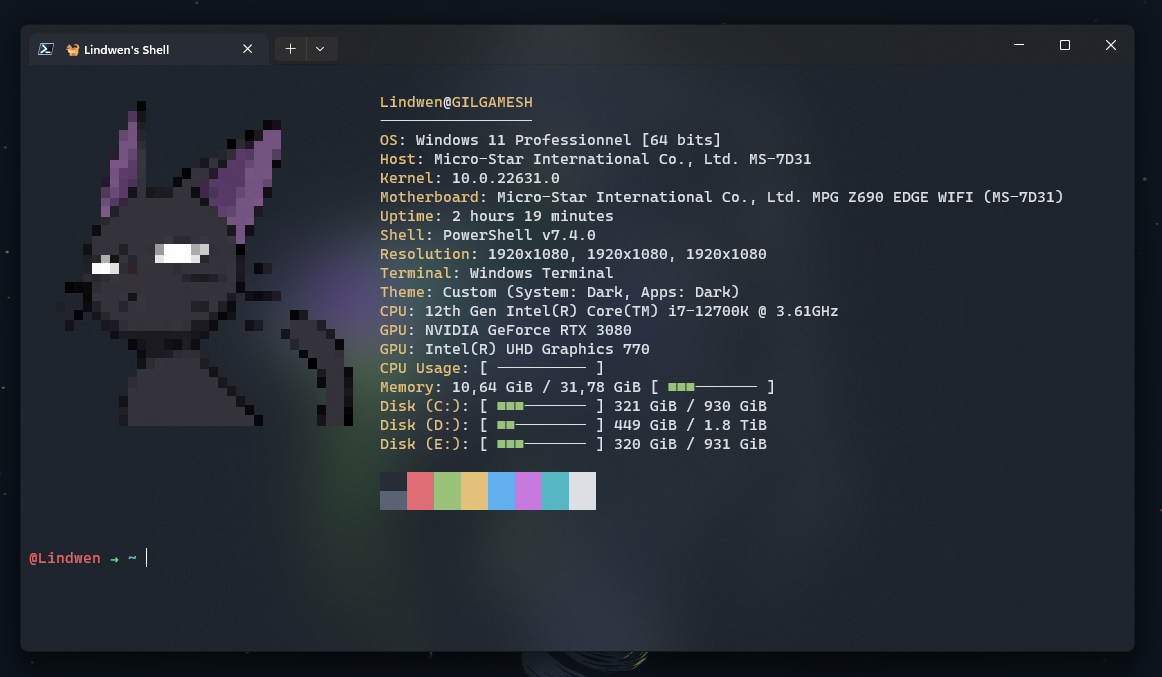 Lindwen's Shell
Lindwen@GILGAMESH
OS: Windows 11 Professionnel [64 bits]
Host: Micro-Star International Co., Ltd. MS-7D31
Kernel: 10.0.22631.0
Motherboard: Micro-Star International Co., Ltd. MPG Z690 EDGE WIFI (MS-7D31)
Uptime: 2 hours 19 minutes
Shell: PowerShell v7.4.0
Resolution: 1920x1080, 1920x1080, 1920x1080
Terminal: Windows Terminal
Theme: Custom (System: Dark, Apps: Dark)
CPU: 12th Gen Intel(R) Core(TM) i7-12700K @ 3.61GHz
GPU: NVIDIA GeForce RTX 3080
GPU: Intel(R) UHD Graphics 770
CPU Usage: [ ────────── ]
Memory: 10,64 GiB / 31,78 GiB [ ■■■─────── ]
Disk (C:): [ ■■■─────── ] 321 GiB / 930 GiB
Disk (D:): [ ■■──────── ] 449 GiB / 1.8 TiB
Disk (E:): [ ■■■─────── ] 320 GiB / 931 GiB
@Lindwen → ~